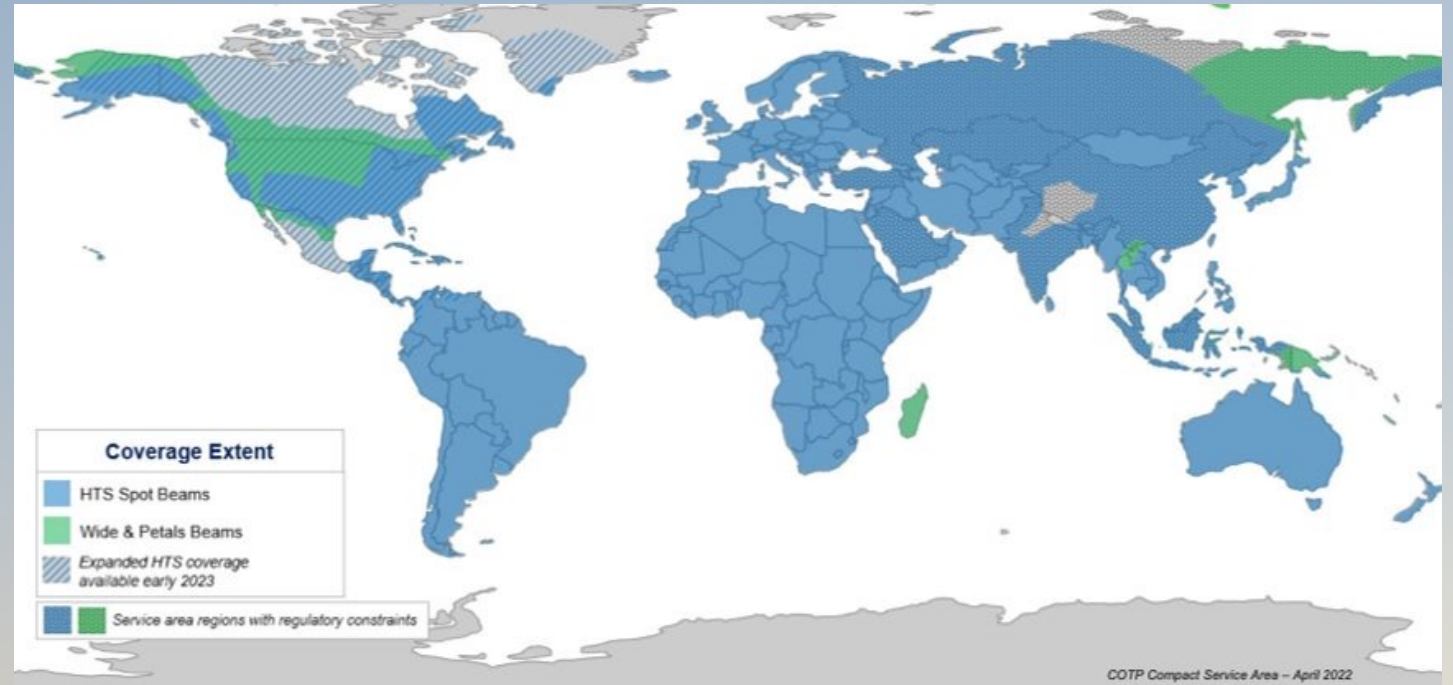 Coverage Extent
HTS Spot Beams
Wide & Petals Beams
Expanded HTS coverage
available early 2023
Service area regions with regulatory constraints
COTP Compact Service Area – April 2022